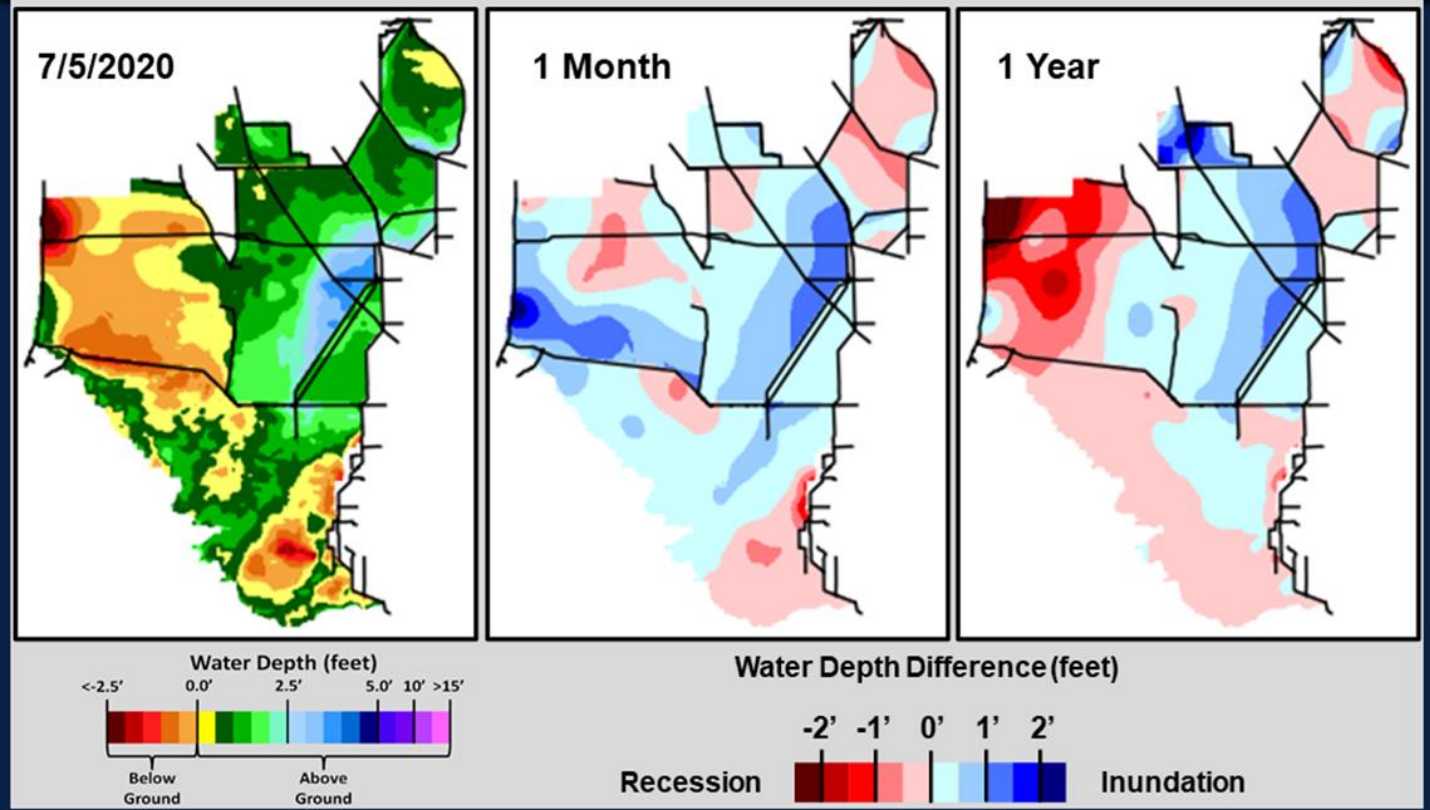 7/5/2020
1 Month
1 Year
Water Depth (feet)
<-2.5’ 0.0’ 2.5’ 5.0’ 10’ >15’
Below
Ground
Above
Ground
Water Depth Difference (feet)
-2’ -1’ 0’ 1’ 2’
Recession
Inundation